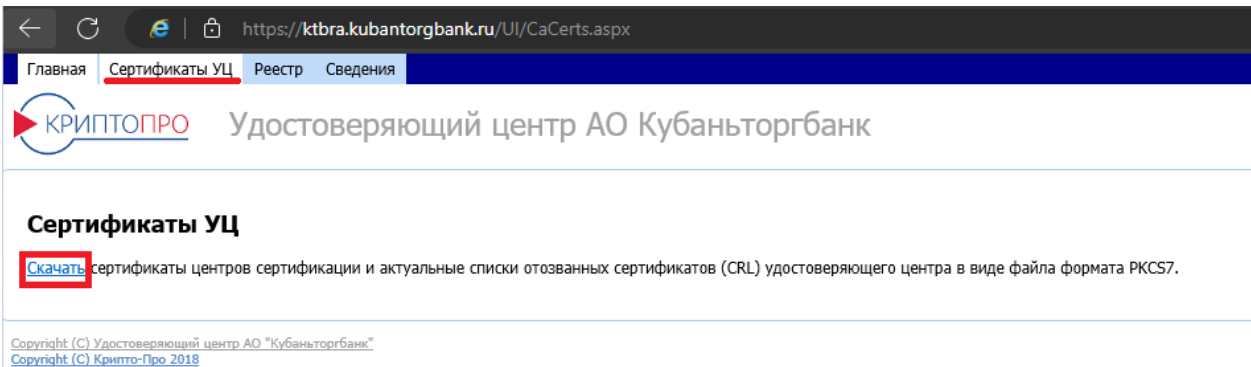 https://ktbra.kubantorgbank.ru/UI/CaCerts.aspx
Главная Сертификаты УЦ Реестр Сведения
КРИПТОПРО Удостоверяющий центр АО Кубаньторгбанк
Сертификаты УЦ
Скачать сертификаты центров сертификации и актуальные списки отозванных сертификатов (CRL) удостоверяющего центра в виде файла формата PKCS7.
Copyright (C) Удостоверяющий центр АО "Кубаньторгбанк"
Copyright (C) Крипто-Про 2018